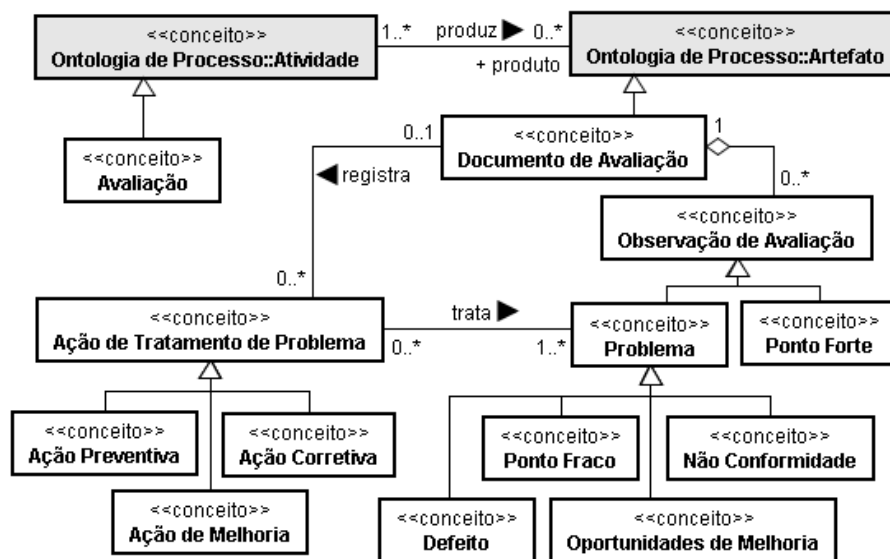 <<conceito>>
Ontologia de Processo::Atividade
1..*
produz
0..*
+ produto
<<conceito>>
Ontologia de Processo::Artefato
<<conceito>>
Avaliação
0..1
<<conceito>>
Documento de Avaliação
1
registra
0..*
<<conceito>>
Observação de Avaliação
0..*
<<conceito>>
Ação de Tratamento de Problema
trata
0..*
1..*
<<conceito>>
Problema
<<conceito>>
Ponto Forte
<<conceito>>
Ação Preventiva
<<conceito>>
Ação Corretiva
<<conceito>>
Ponto Fraco
<<conceito>>
Não Conformidade
<<conceito>>
Ação de Melhoria
<<conceito>>
Defeito
<<conceito>>
Oportunidades de Melhoria